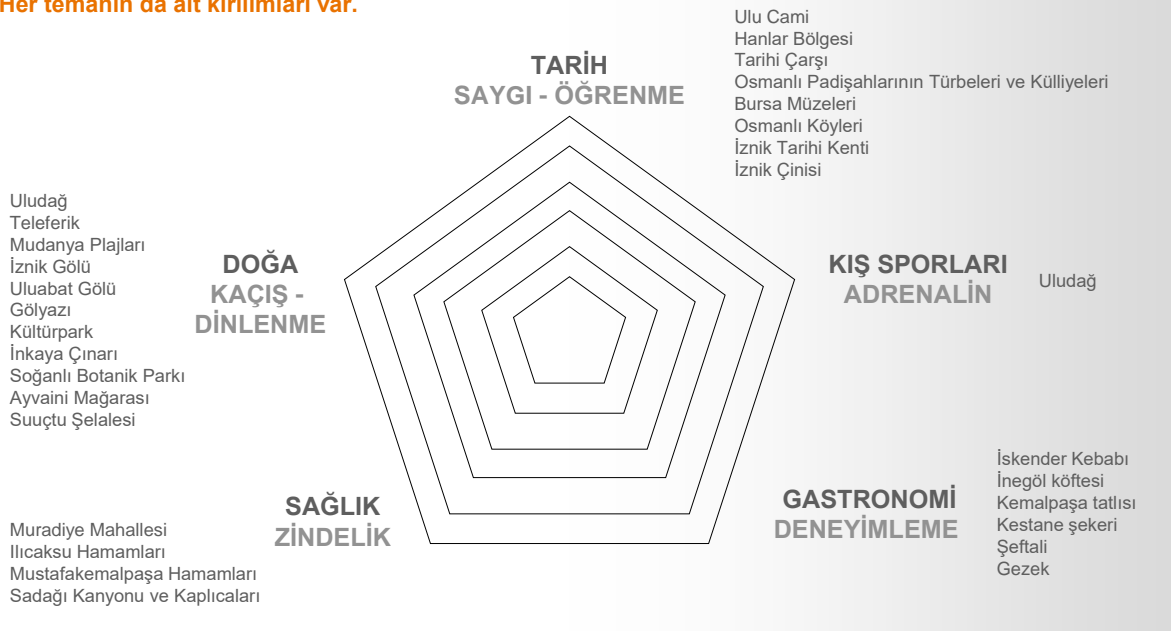 Her temanın da alt kırılımları var.
TARİH
SAYGI - ÖĞRENME
Ulu Cami
Hanlar Bölgesi
Tarihi Çarşı
Osmanlı Padişahlarının Türbeleri ve Külliyeleri
Bursa Müzeleri
Osmanlı Köyleri
İznik Tarihi Kenti
İznik Çinisi
Uludağ
Teleferik
Mudanya Plajları
İznik Gölü
Uluabat Gölü
Gölyazı
Kültürpark
İnkaya Çınarı
Soğanlı Botanik Parkı
Ayvaini Mağarası
Suuçtu Şelalesi
DOĞA
KAÇIŞ -
DİNLENME
KIŞ SPORLARI
ADRENALİN
Uludağ
SAĞLIK
ZİNDELİK
Muradiye Mahallesi
Ilıcaksu Hamamları
Mustafakemalpaşa Hamamları
Sadağı Kanyonu ve Kaplıcaları
GASTRONOMİ
DENEYİMLEME
İskender Kebabı
İnegöl köftesi
Kemalpaşa tatlısı
Kestane şekeri
Şeftali
Gezek